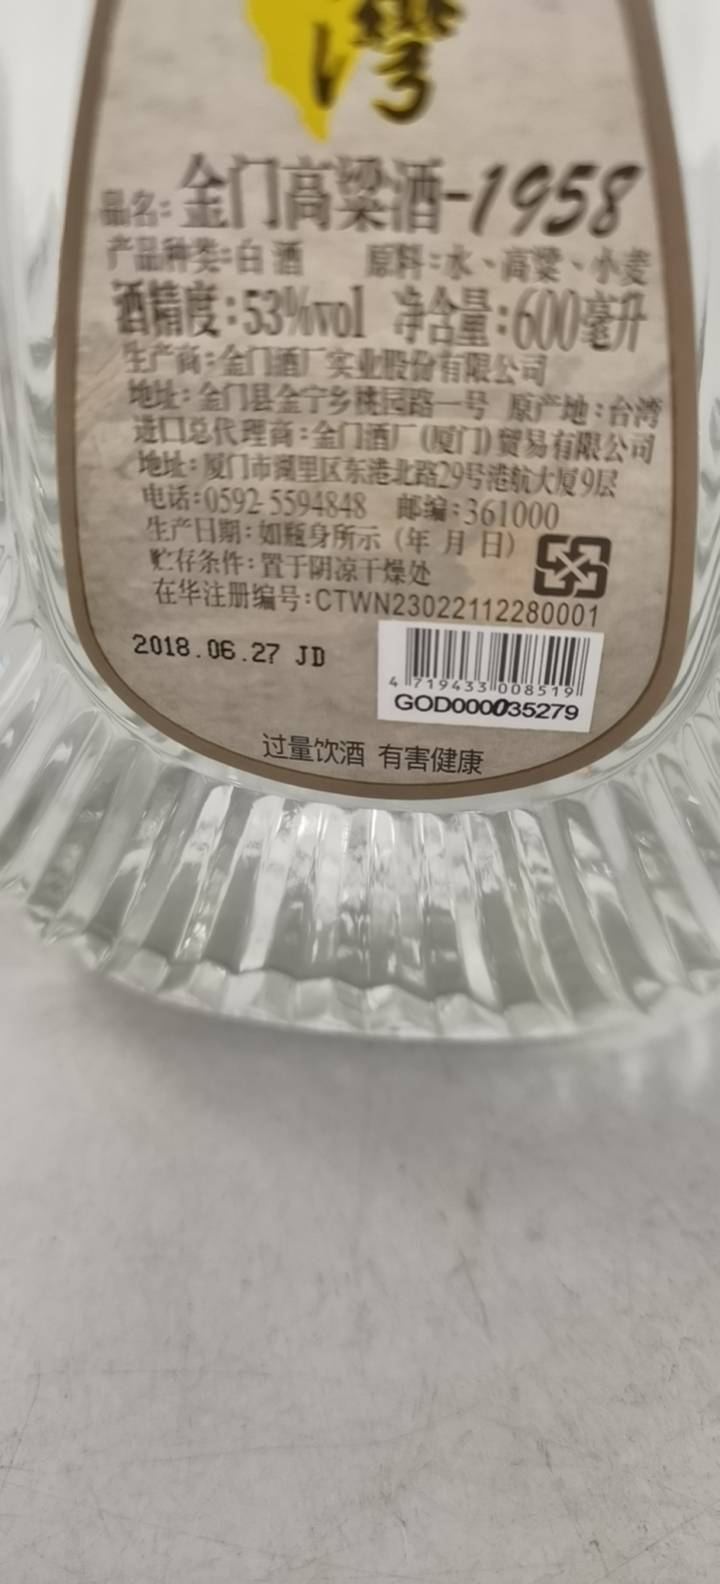 灣
品名:金门高粱酒-1958
产品种类:白酒 原料:水、高粱、小麦
酒精度:53%vol 净含量:600毫升
生产商:金门酒厂实业股份有限公司
地址:金门县金宁乡桃园路一号 原产地:台湾
进口总代理商:金门酒厂(厦门)贸易有限公司
地址:厦门市湖里区东港北路29号港航大厦9层
电话:0592-5594848 邮编:361000
生产日期:如瓶身所示（年 月 日）
贮存条件:置于阴凉干燥处
在华注册编号:CTWN23022112280001
2018.06.27 JD
4 719433 008519
GOD000035279
过量饮酒 有害健康